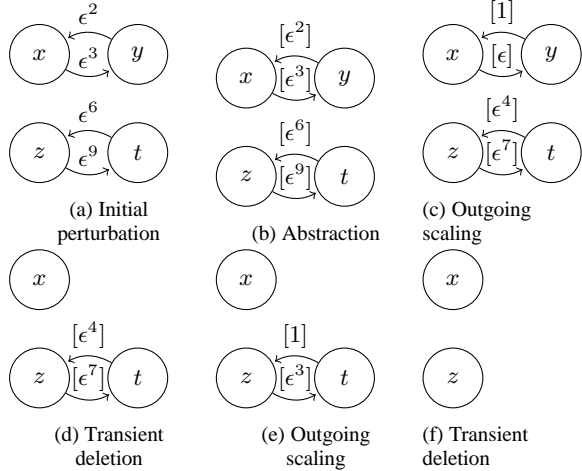 ϵ² x ϵ³ y
ϵ⁶ z ϵ⁹ t
(a) Initial
perturbation
[ϵ²] x [ϵ³] y
[ϵ⁶] z [ϵ⁹] t
(b) Abstraction
[1] x [ϵ] y
[ϵ⁴] z [ϵ⁷] t
(c) Outgoing
scaling
x
[ϵ⁴] z [ϵ⁷] t
(d) Transient
deletion
x
[1] z [ϵ³] t
(e) Outgoing
scaling
x
z
(f) Transient
deletion